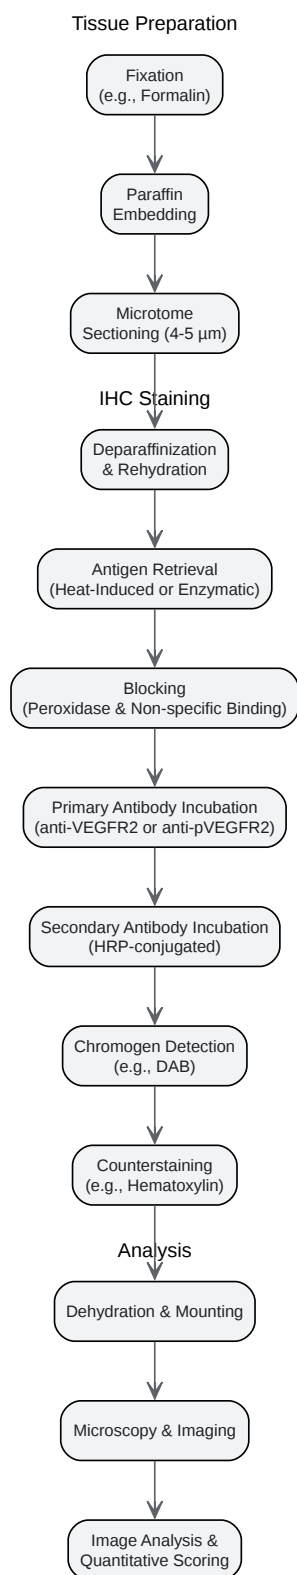 Tissue Preparation
Fixation
(e.g., Formalin)
Paraffin
Embedding
Microtome
Sectioning (4-5 µm)
IHC Staining
Deparaffinization
& Rehydration
Antigen Retrieval
(Heat-Induced or Enzymatic)
Blocking
(Peroxidase & Non-specific Binding)
Primary Antibody Incubation
(anti-VEGFR2 or anti-pVEGFR2)
Secondary Antibody Incubation
(HRP-conjugated)
Chromogen Detection
(e.g., DAB)
Counterstaining
(e.g., Hematoxylin)
Analysis
Dehydration & Mounting
Microscopy & Imaging
Image Analysis &
Quantitative Scoring